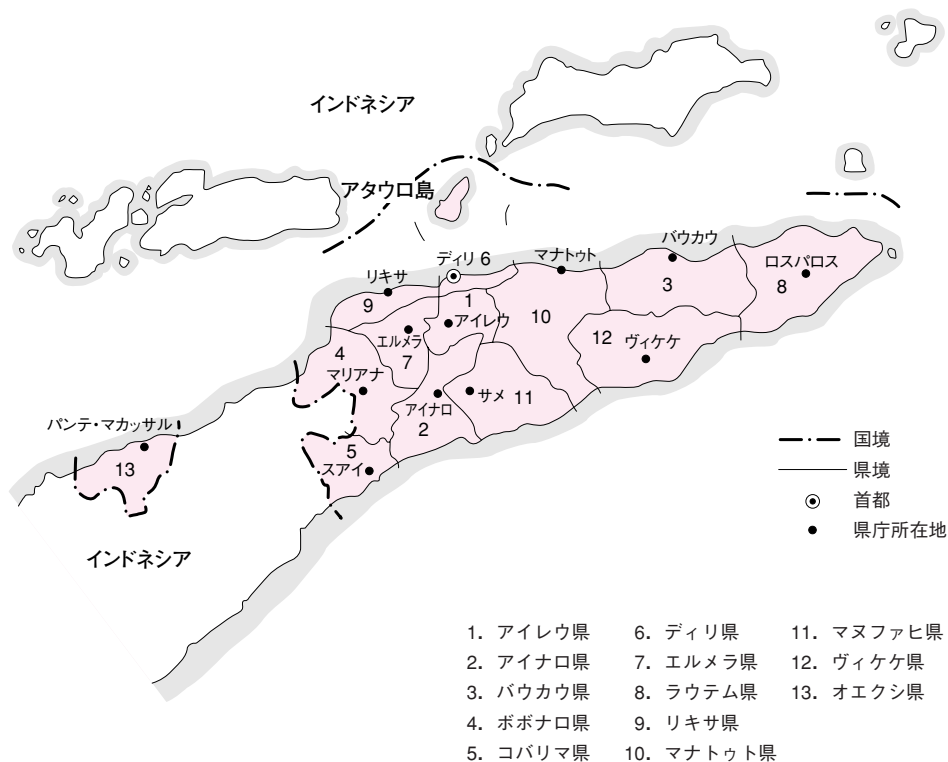 インドネシア
アタウロ島
バウカウ
ディリ 6
マナトゥト
ロスパロス
リキサ
8
3
9
1
10
アイレウ
エルメラ
12
ヴィケケ
4
7
マリアナ
サメ 11
アイナロ
2
パンテ・マカッサル
13
5
スアイ
インドネシア
国境
県境
首都
県庁所在地
1. アイレウ県
2. アイナロ県
3. バウカウ県
4. ボボナロ県
5. コバリマ県
6. ディリ県
7. エルメラ県
8. ラウテム県
9. リキサ県
10. マナトゥト県
11. マヌファヒ県
12. ヴィケケ県
13. オエクシ県